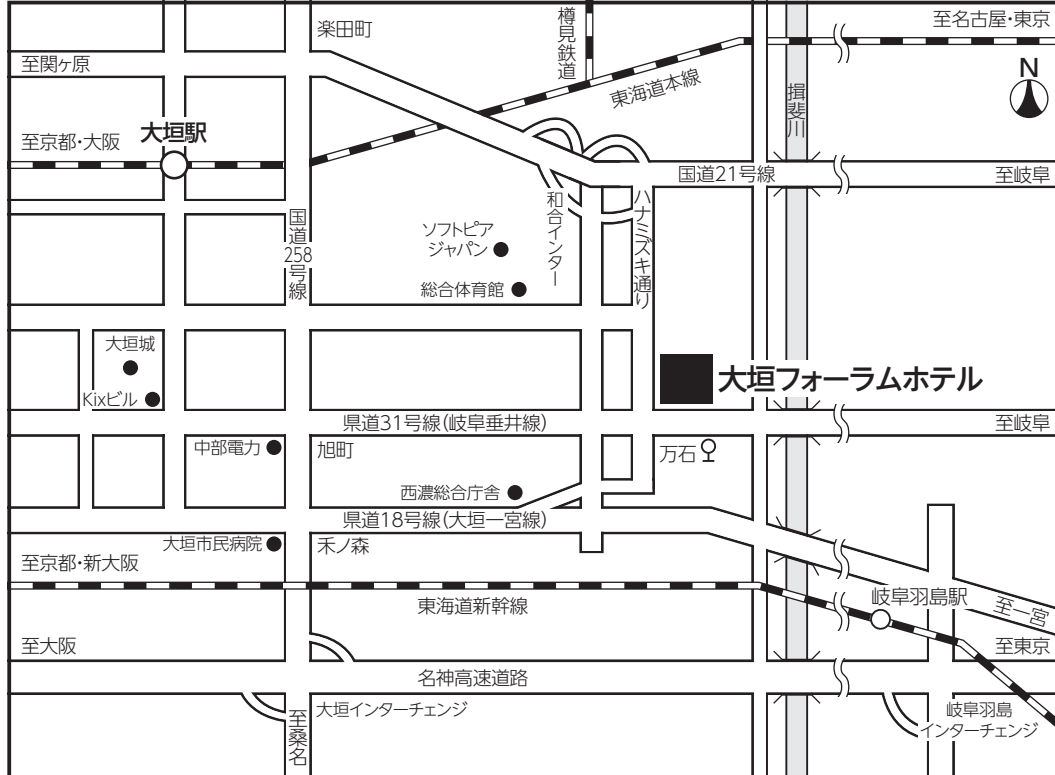 楽田町
樽見鉄道
至名古屋・東京
至関ヶ原
東海道本線
揖斐川
N
至京都・大阪
大垣駅
国道21号線
至岐阜
国道258号線
ソフトピア
ジャパン
和合インター
ハナミズキ通り
総合体育館
大垣城
Kixビル
大垣フォーラムホテル
県道31号線(岐阜垂井線)
至岐阜
中部電力
旭町
万石
西濃総合庁舎
県道18号線(大垣一宮線)
大垣市民病院
禾ノ森
至京都・新大阪
東海道新幹線
岐阜羽島駅
至一宮
至大阪
至東京
名神高速道路
至桑名
大垣インターチェンジ
岐阜羽島
インターチェンジ